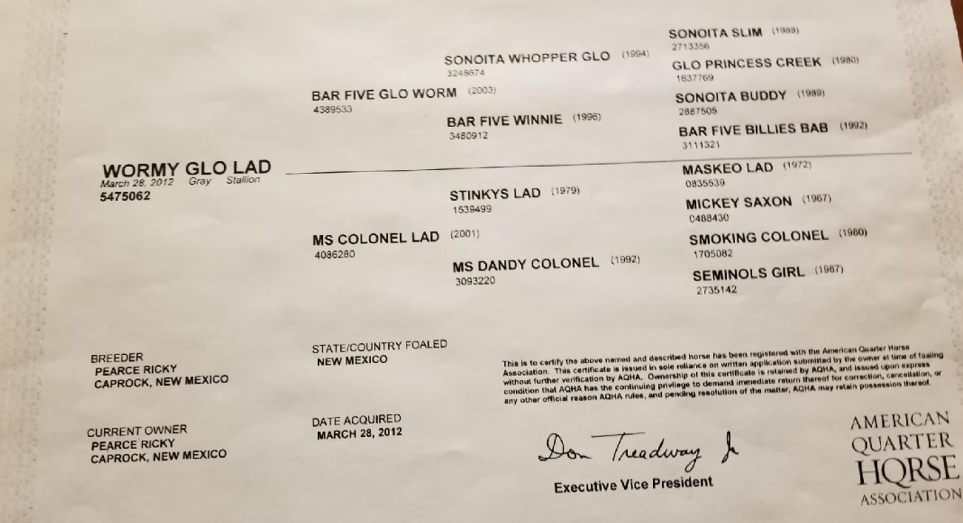 SONOITA SLIM (1988)
2713356
SONOITA WHOPPER GLO (1994)
3248674
GLO PRINCESS CREEK (1980)
1637769
BAR FIVE GLO WORM (2003)
4389533
SONOITA BUDDY (1989)
2887505
BAR FIVE WINNIE (1996)
3480912
BAR FIVE BILLIES BAB (1992)
3111321
WORMY GLO LAD
March 28, 2012 Gray Stallion
5475062
MASKEO LAD (1972)
0835539
STINKYS LAD (1979)
1539499
MICKEY SAXON (1967)
0488430
MS COLONEL LAD (2001)
4086280
SMOKING COLONEL (1980)
1705082
MS DANDY COLONEL (1992)
3093220
SEMINOLS GIRL (1987)
2735142
BREEDER
PEARCE RICKY
CAPROCK, NEW MEXICO
STATE/COUNTRY FOALED
NEW MEXICO
CURRENT OWNER
PEARCE RICKY
CAPROCK, NEW MEXICO
DATE ACQUIRED
MARCH 28, 2012
This is to certify the above named and described horse has been registered with the American Quarter Horse
Association. This certificate is issued in sole reliance on written application submitted by the owner at time of foaling
without further verification by AQHA. Ownership of this certificate is retained by AQHA, and issued upon express
condition that AQHA has the continuing privilege to demand immediate return thereof for correction, cancellation, or
any other official reason AQHA rules, and pending resolution of the matter, AQHA may retain possession thereof.
Don Treadway Jr
Executive Vice President
AMERICAN
QUARTER
HORSE
ASSOCIATION